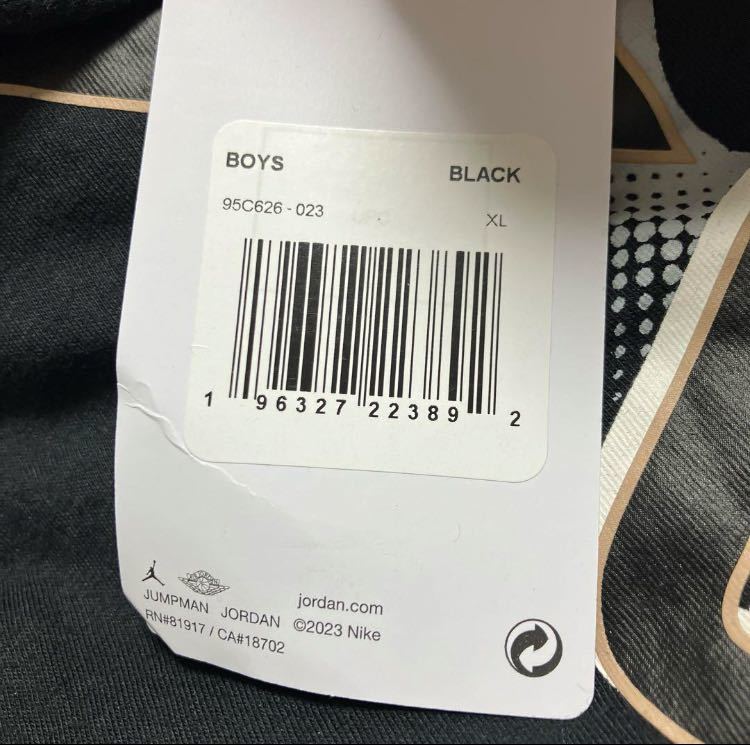 BOYS BLACK
95C626 - 023 XL
1 96327 22389 2
JUMPMAN JORDAN jordan.com
RN#81917 / CA#18702 ©2023 Nike